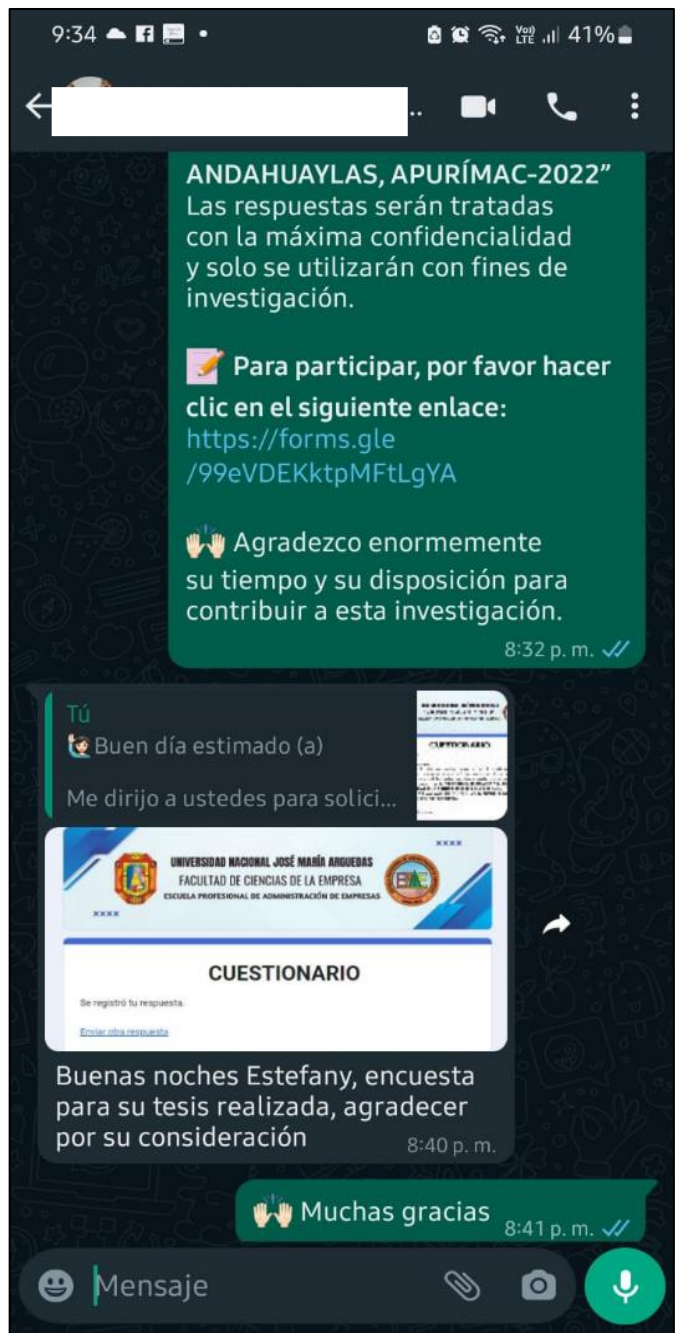 9:34
Vo)) LTE
41%
..
ANDAHUAYLAS, APURÍMAC-2022”
Las respuestas serán tratadas
con la máxima confidencialidad
y solo se utilizarán con fines de
investigación.
📝 Para participar, por favor hacer
clic en el siguiente enlace:
https://forms.gle
/99eVDEKktpMFtLgYA
🙌🏻 Agradezco enormemente
su tiempo y su disposición para
contribuir a esta investigación.
8:32 p. m.
Tú
🙋🏻Buen día estimado (a)
Me dirijo a ustedes para solici...
CUESTIONARIO
UNIVERSIDAD NACIONAL JOSÉ MARÍA ARGUEDAS
FACULTAD DE CIENCIAS DE LA EMPRESA
ESCUELA PROFESIONAL DE ADMINISTRACIÓN DE EMPRESAS
CUESTIONARIO
Se registró tu respuesta.
Enviar otra respuesta
Buenas noches Estefany, encuesta
para su tesis realizada, agradecer
por su consideración
8:40 p. m.
🙌🏻 Muchas gracias
8:41 p. m.
Mensaje